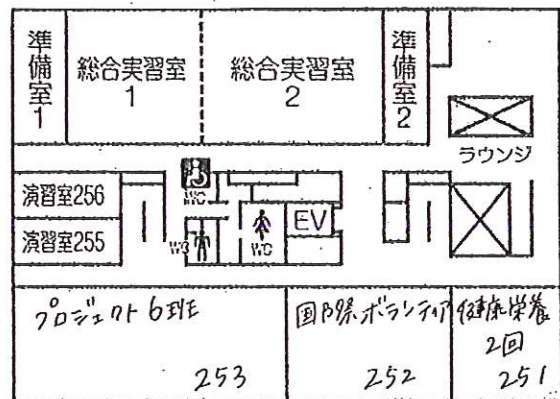 準備室1
総合実習室
1
総合実習室
2
準備室2
ラウンジ
演習室256
演習室255
WC
WC
EV
プロジェクト6班
253
国際ボランティア
252
健康栄養
2回
251